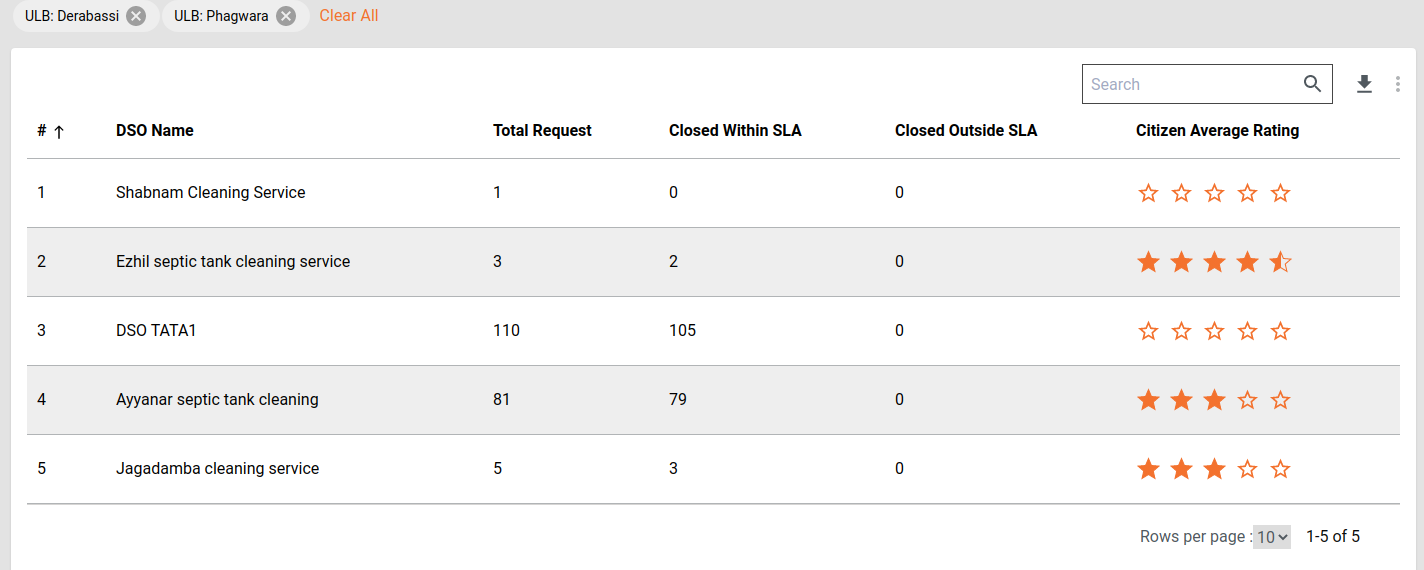 ULB: Derabassi ULB: Phagwara Clear All
Search
# DSO Name Total Request Closed Within SLA Closed Outside SLA Citizen Average Rating
1 Shabnam Cleaning Service 1 0 0
2 Ezhil septic tank cleaning service 3 2 0
3 DSO TATA1 110 105 0
4 Ayyanar septic tank cleaning 81 79 0
5 Jagadamba cleaning service 5 3 0
Rows per page : 10 1-5 of 5